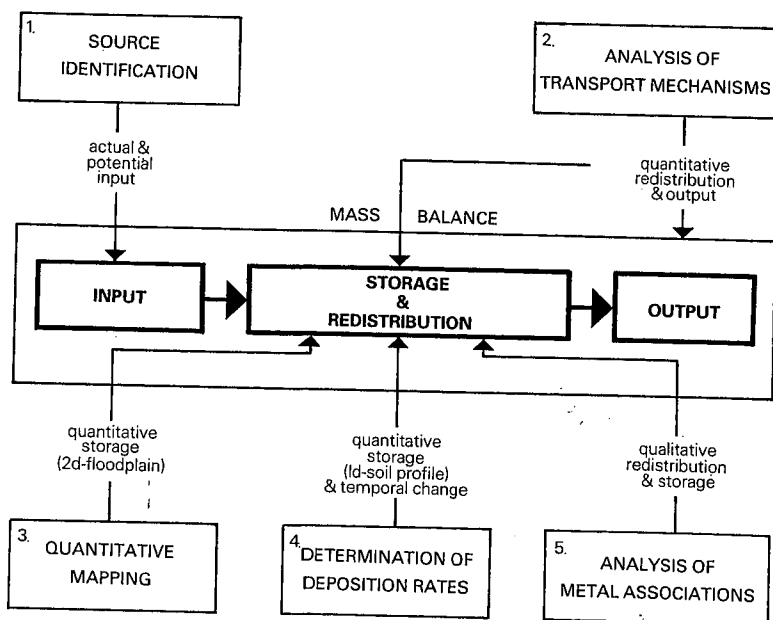 1.
SOURCE
IDENTIFICATION
2.
ANALYSIS OF
TRANSPORT MECHANISMS
actual &
potential
input
quantitative
redistribution
& output
MASS BALANCE
INPUT
STORAGE
&
REDISTRIBUTION
OUTPUT
quantitative
storage
(2d-floodplain)
quantitative
storage
(ld-soil profile)
& temporal change
qualitative
redistribution
& storage
3.
QUANTITATIVE
MAPPING
4.
DETERMINATION OF
DEPOSITION RATES
5.
ANALYSIS OF
METAL ASSOCIATIONS